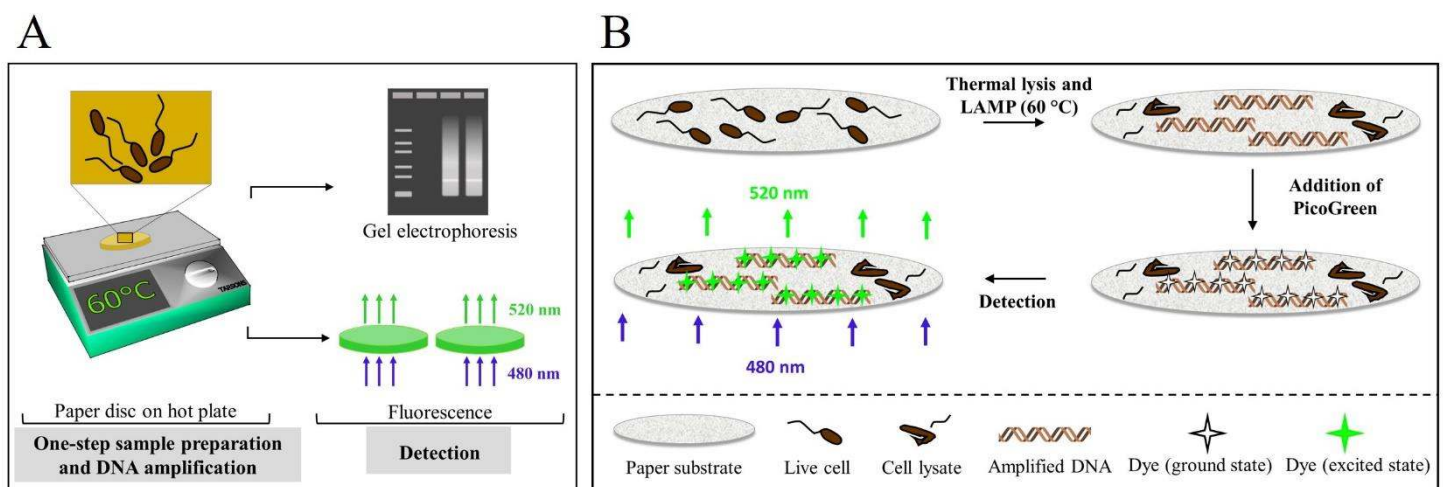 A
60°C
TARSONS
Gel electrophoresis
520 nm
480 nm
Paper disc on hot plate
Fluorescence
One-step sample preparation
and DNA amplification
Detection
B
Thermal lysis and
LAMP (60 °C)
Addition of
PicoGreen
520 nm
Detection
480 nm
Paper substrate
Live cell
Cell lysate
Amplified DNA
Dye (ground state)
Dye (excited state)